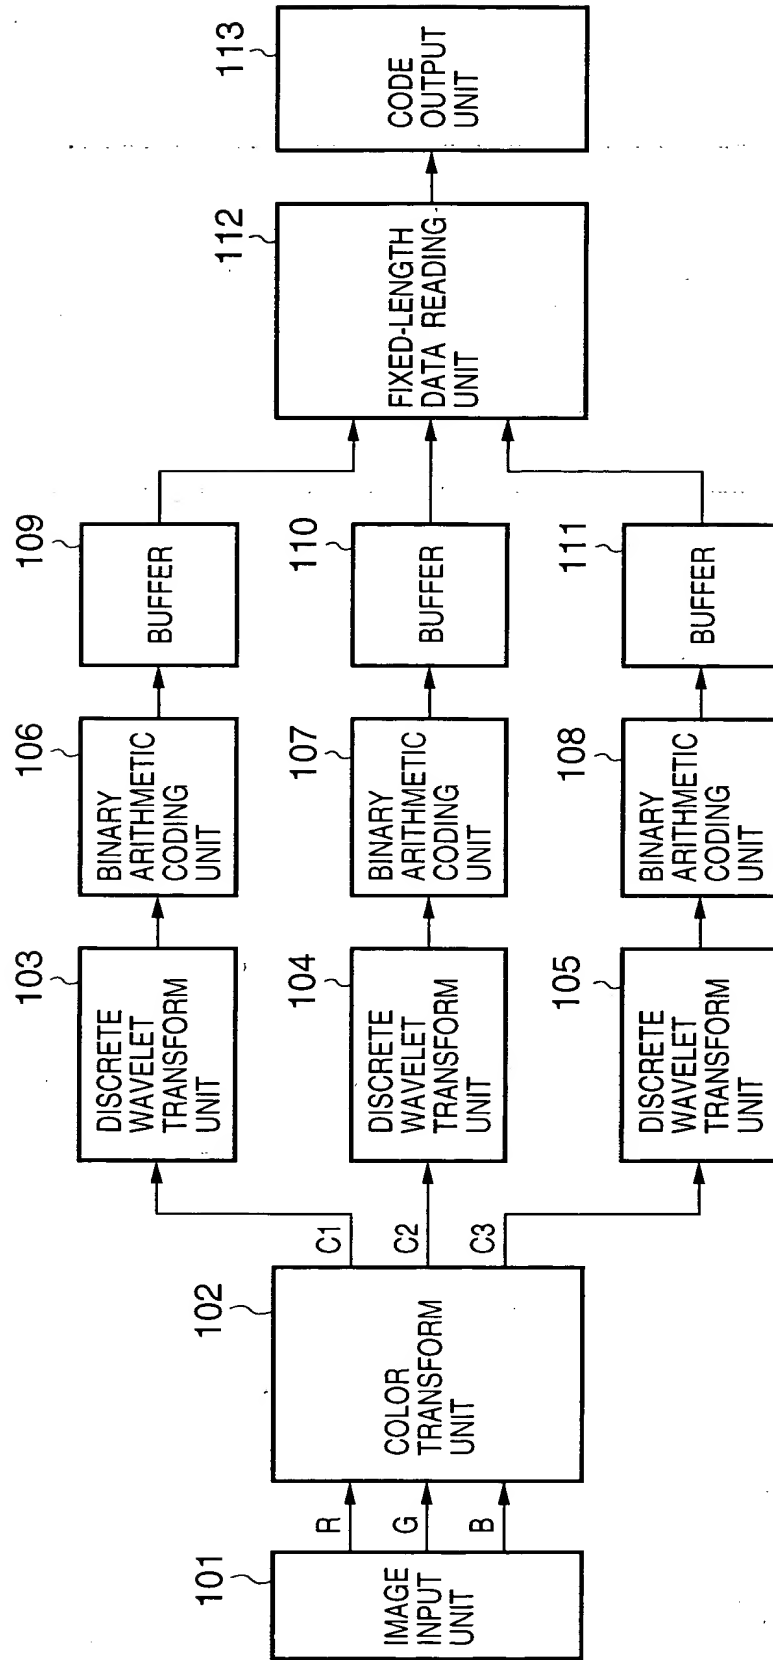 101
IMAGE
INPUT
UNIT
R
G
B
102
COLOR
TRANSFORM
UNIT
C1
C2
C3
103
DISCRETE
WAVELET
TRANSFORM
UNIT
106
BINARY
ARITHMETIC
CODING
UNIT
109
BUFFER
104
DISCRETE
WAVELET
TRANSFORM
UNIT
107
BINARY
ARITHMETIC
CODING
UNIT
110
BUFFER
105
DISCRETE
WAVELET
TRANSFORM
UNIT
108
BINARY
ARITHMETIC
CODING
UNIT
111
BUFFER
112
FIXED-LENGTH
DATA READING
UNIT
113
CODE
OUTPUT
UNIT